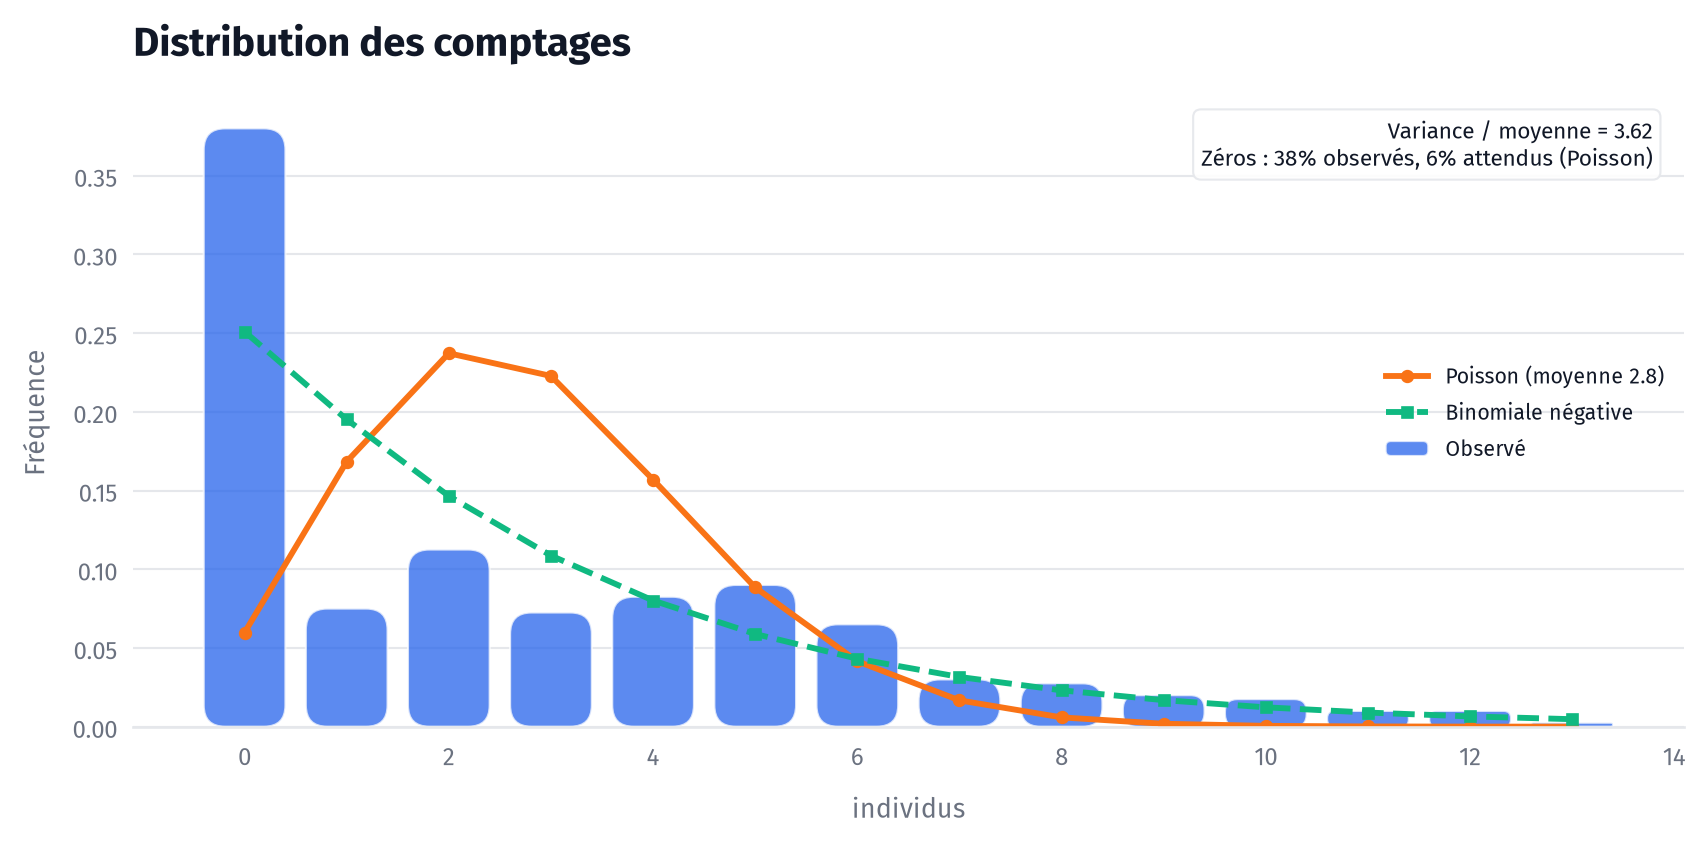 Distribution des comptages
Variance / moyenne = 3.62
Zéros : 38% observés, 6% attendus (Poisson)
0.35
0.30
0.25
0.20
0.15
0.10
0.05
0.00
Fréquence
Poisson (moyenne 2.8)
Binomiale négative
Observé
0 2 4 6 8 10 12 14
individus